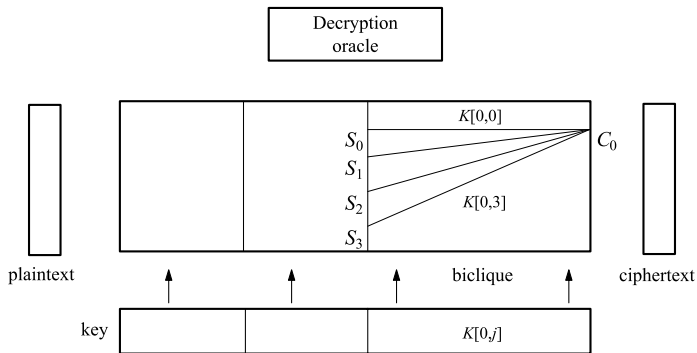 Decryption
oracle
K[0,0]
S0
C0
S1
S2
K[0,3]
S3
plaintext
biclique
ciphertext
key
K[0,j]